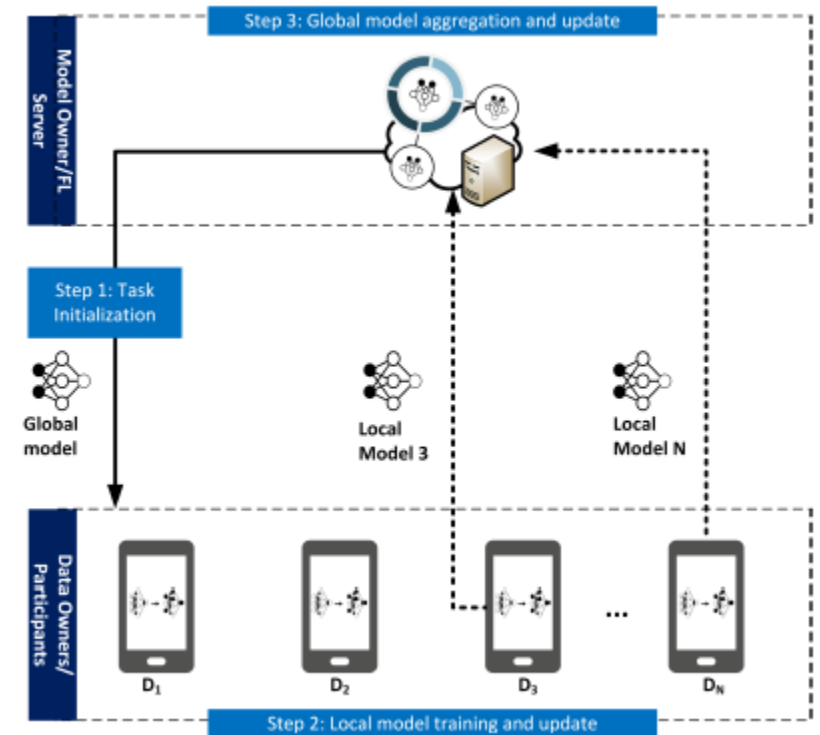 Step 3: Global model aggregation and update
Model Owner/FL
Server
Step 1: Task
Initialization
Global
model
Local
Model 3
Local
Model N
Data Owners/
Participants
D₁
D₂
D₃
...
Dɴ
Step 2: Local model training and update